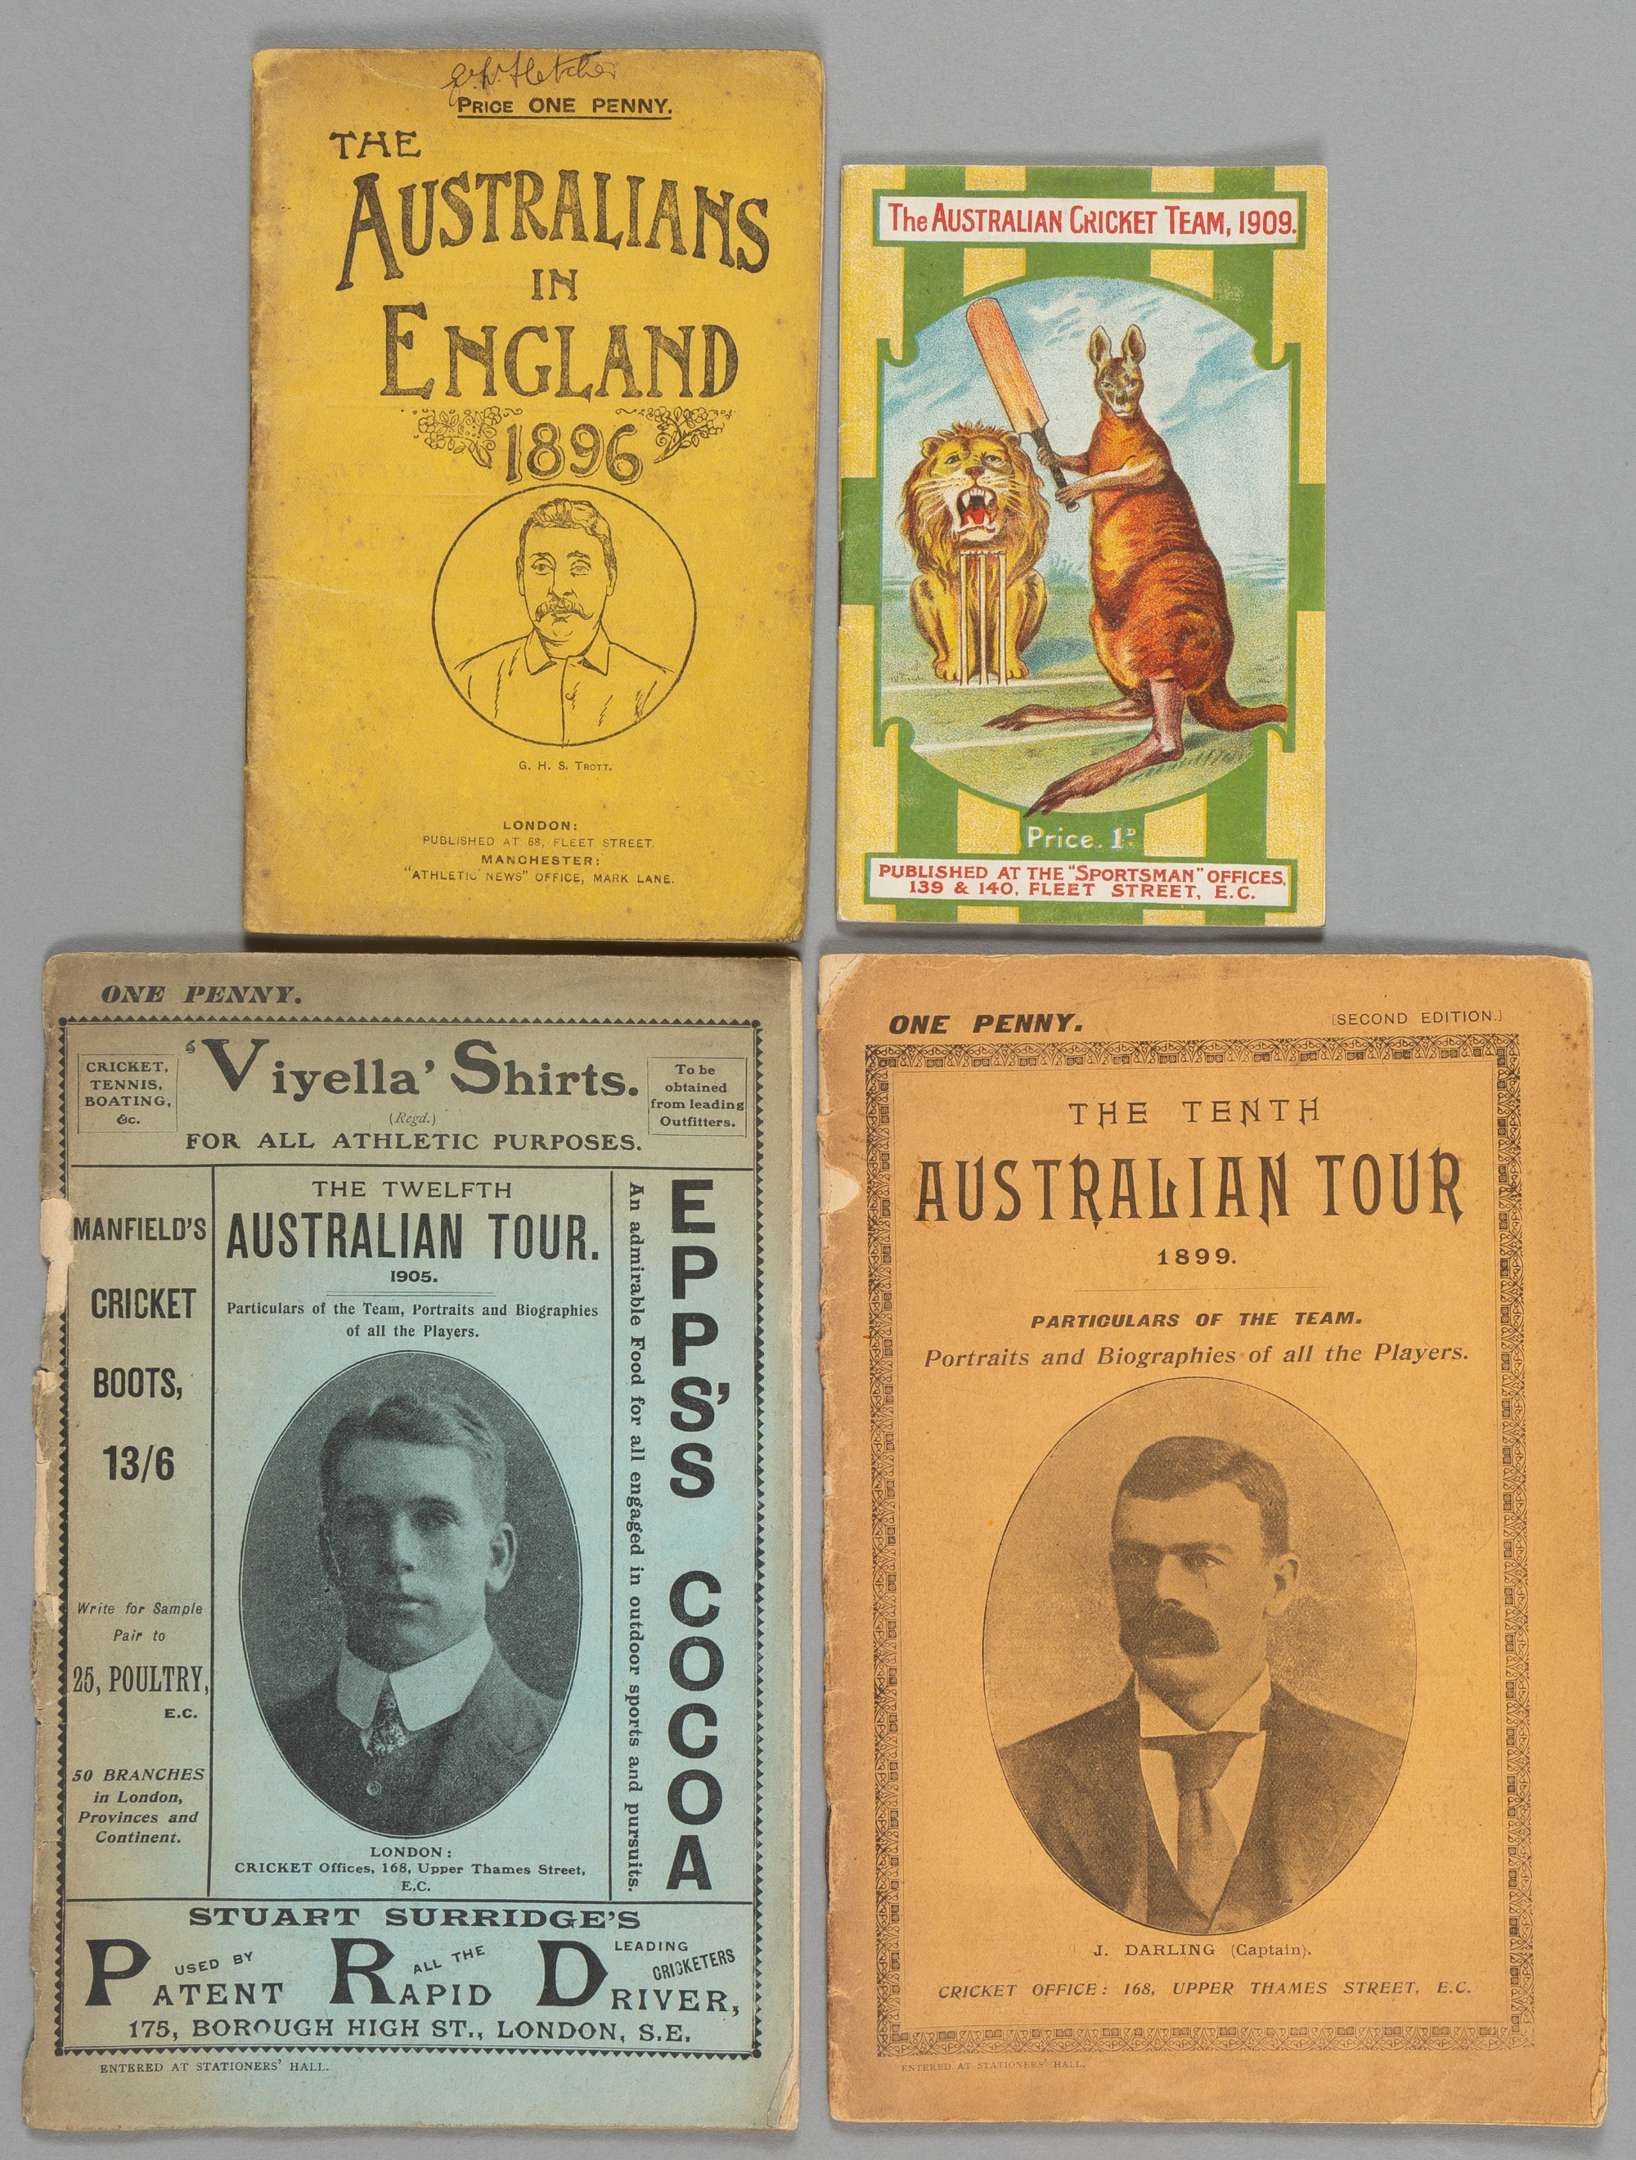 Fletcher
PRICE ONE PENNY.
THE
AUSTRALIANS
IN
ENGLAND
1896
G. H. S. TROTT.
LONDON:
PUBLISHED AT 68, FLEET STREET.
MANCHESTER:
"ATHLETIC NEWS" OFFICE, MARK LANE.
The AUSTRALIAN CRICKET TEAM, 1909.
Price. 1D.
PUBLISHED AT THE "SPORTSMAN" OFFICES,
139 & 140, FLEET STREET, E.C.
ONE PENNY.
CRICKET,
TENNIS,
BOATING,
&c.
'Viyella' Shirts.
(Regd.)
FOR ALL ATHLETIC PURPOSES.
To be
obtained
from leading
Outfitters.
MANFIELD'S
CRICKET
BOOTS,
13/6
Write for Sample
Pair to
25, POULTRY,
E.C.
50 BRANCHES
in London,
Provinces and
Continent.
THE TWELFTH
AUSTRALIAN TOUR.
1905.
Particulars of the Team, Portraits and Biographies
of all the Players.
LONDON:
CRICKET Offices, 168, Upper Thames Street,
E.C.
An admirable Food for all engaged in outdoor sports and pursuits.
EPPS'S COCOA
STUART SURRIDGE'S
USED BY ALL THE LEADING CRICKETERS
PATENT RAPID DRIVER,
175, BOROUGH HIGH ST., LONDON, S.E.
ENTERED AT STATIONERS' HALL.
ONE PENNY.
[SECOND EDITION.]
THE TENTH
AUSTRALIAN TOUR
1899.
PARTICULARS OF THE TEAM.
Portraits and Biographies of all the Players.
J. DARLING (Captain).
CRICKET OFFICE: 168, UPPER THAMES STREET, E.C.
ENTERED AT STATIONERS' HALL.